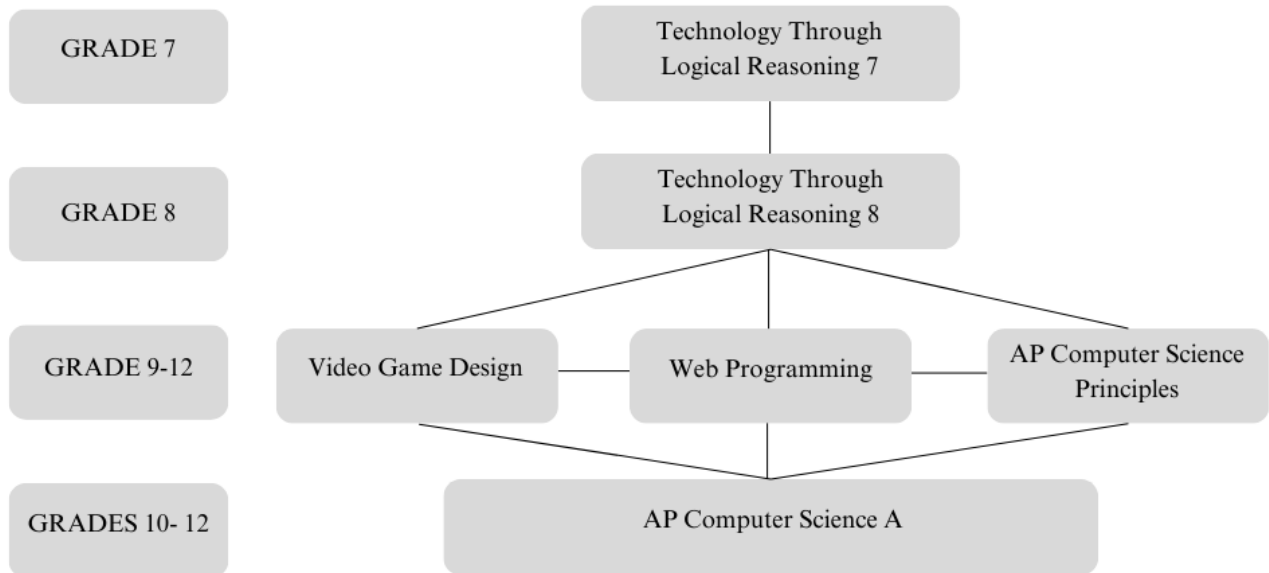 GRADE 7
Technology Through
Logical Reasoning 7
GRADE 8
Technology Through
Logical Reasoning 8
GRADE 9-12
Video Game Design
Web Programming
AP Computer Science
Principles
GRADES 10- 12
AP Computer Science A